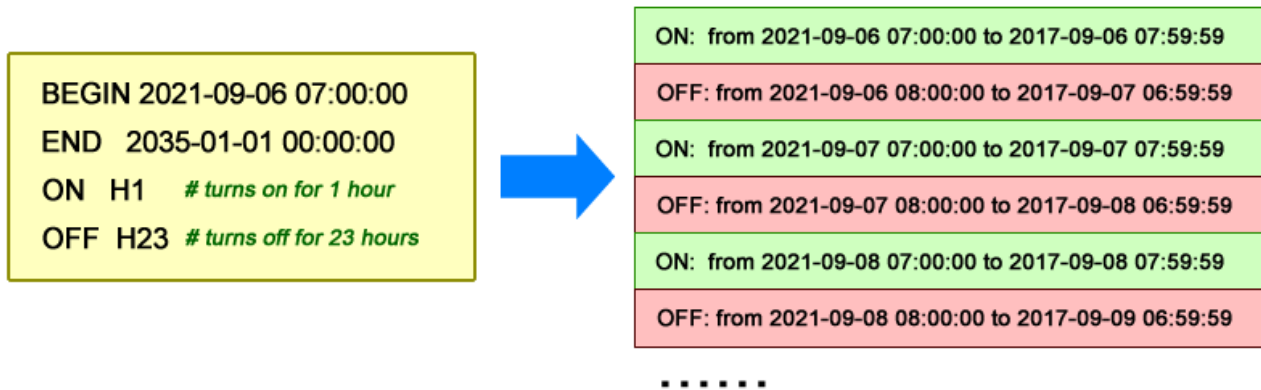 BEGIN 2021-09-06 07:00:00
END 2035-01-01 00:00:00
ON H1 # turns on for 1 hour
OFF H23 # turns off for 23 hours
ON: from 2021-09-06 07:00:00 to 2017-09-06 07:59:59
OFF: from 2021-09-06 08:00:00 to 2017-09-07 06:59:59
ON: from 2021-09-07 07:00:00 to 2017-09-07 07:59:59
OFF: from 2021-09-07 08:00:00 to 2017-09-08 06:59:59
ON: from 2021-09-08 07:00:00 to 2017-09-08 07:59:59
OFF: from 2021-09-08 08:00:00 to 2017-09-09 06:59:59
......